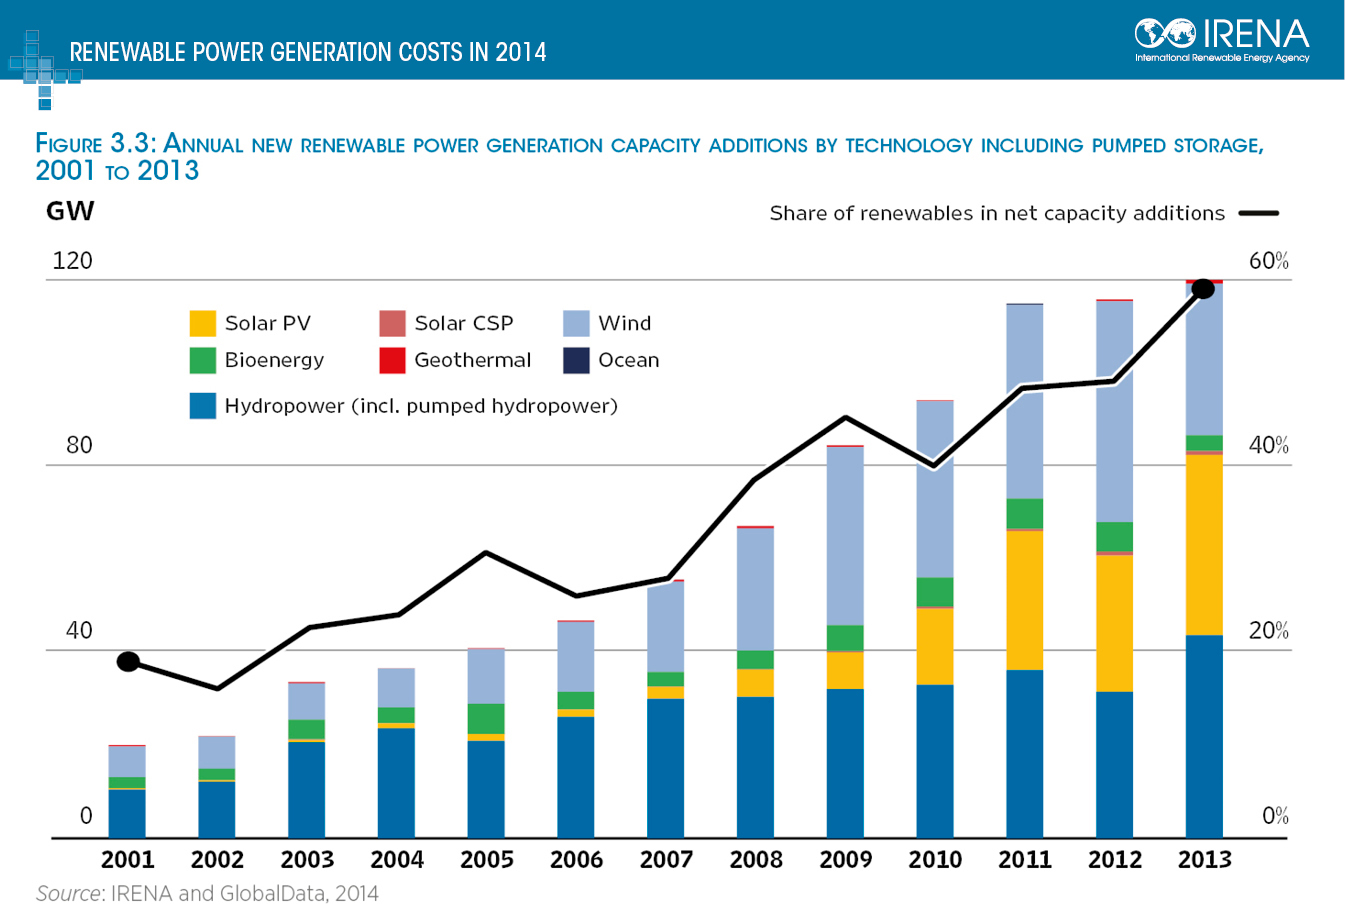 RENEWABLE POWER GENERATION COSTS IN 2014
IRENA
International Renewable Energy Agency
Figure 3.3: Annual new renewable power generation capacity additions by technology including pumped storage,
2001 to 2013
GW
Share of renewables in net capacity additions
120
60%
Solar PV
Solar CSP
Wind
Bioenergy
Geothermal
Ocean
Hydropower (incl. pumped hydropower)
80
40%
40
20%
0
0%
2001 2002 2003 2004 2005 2006 2007 2008 2009 2010 2011 2012 2013
Source: IRENA and GlobalData, 2014